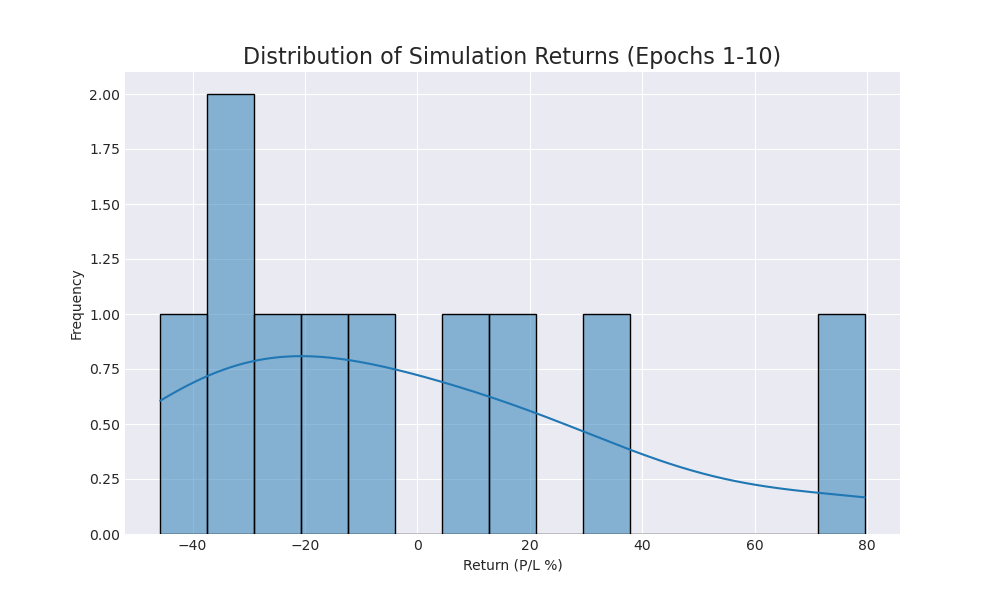 Distribution of Simulation Returns (Epochs 1-10)
2.00
1.75
1.50
1.25
1.00
0.75
0.50
0.25
0.00
Frequency
−40 −20 0 20 40 60 80
Return (P/L %)